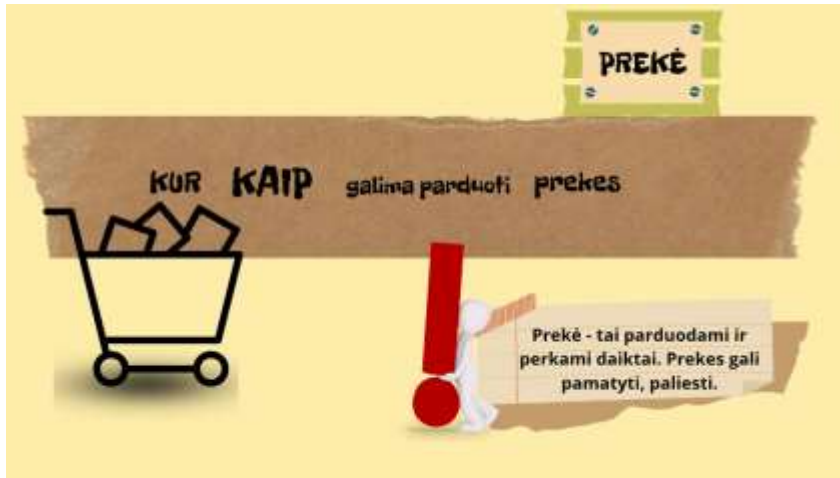 PREKĖ
KUR KAIP galima parduoti prekes
Prekė - tai parduodami ir
perkami daiktai. Prekes gali
pamatyti, paliesti.